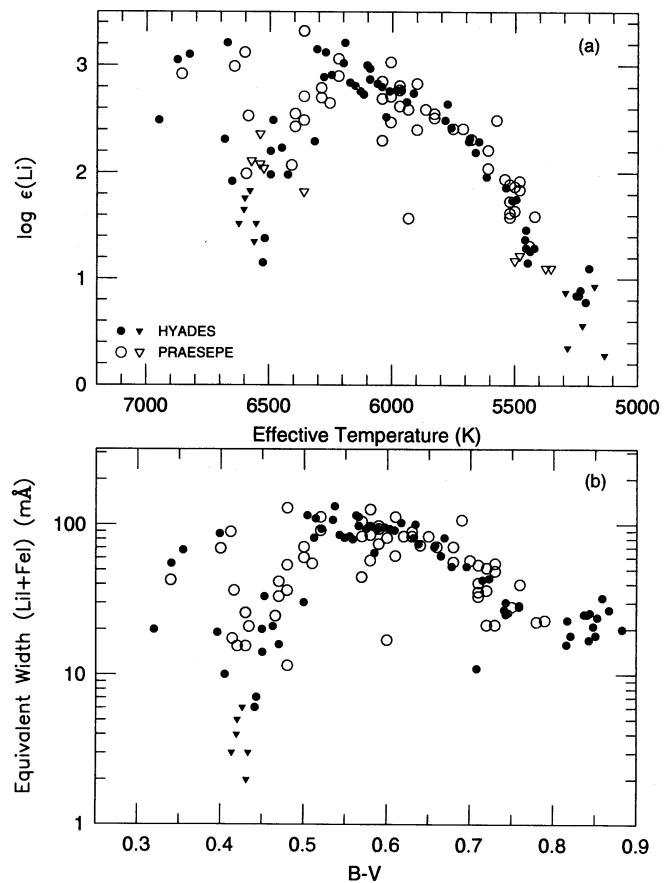 (a)
3
2
1
0
log ε(Li)
HYADES
PRAESEPE
7000 6500 6000 5500 5000
Effective Temperature (K)
(b)
100
10
1
Equivalent Width (LiI+FeI) (mÅ)
0.3 0.4 0.5 0.6 0.7 0.8 0.9
B-V